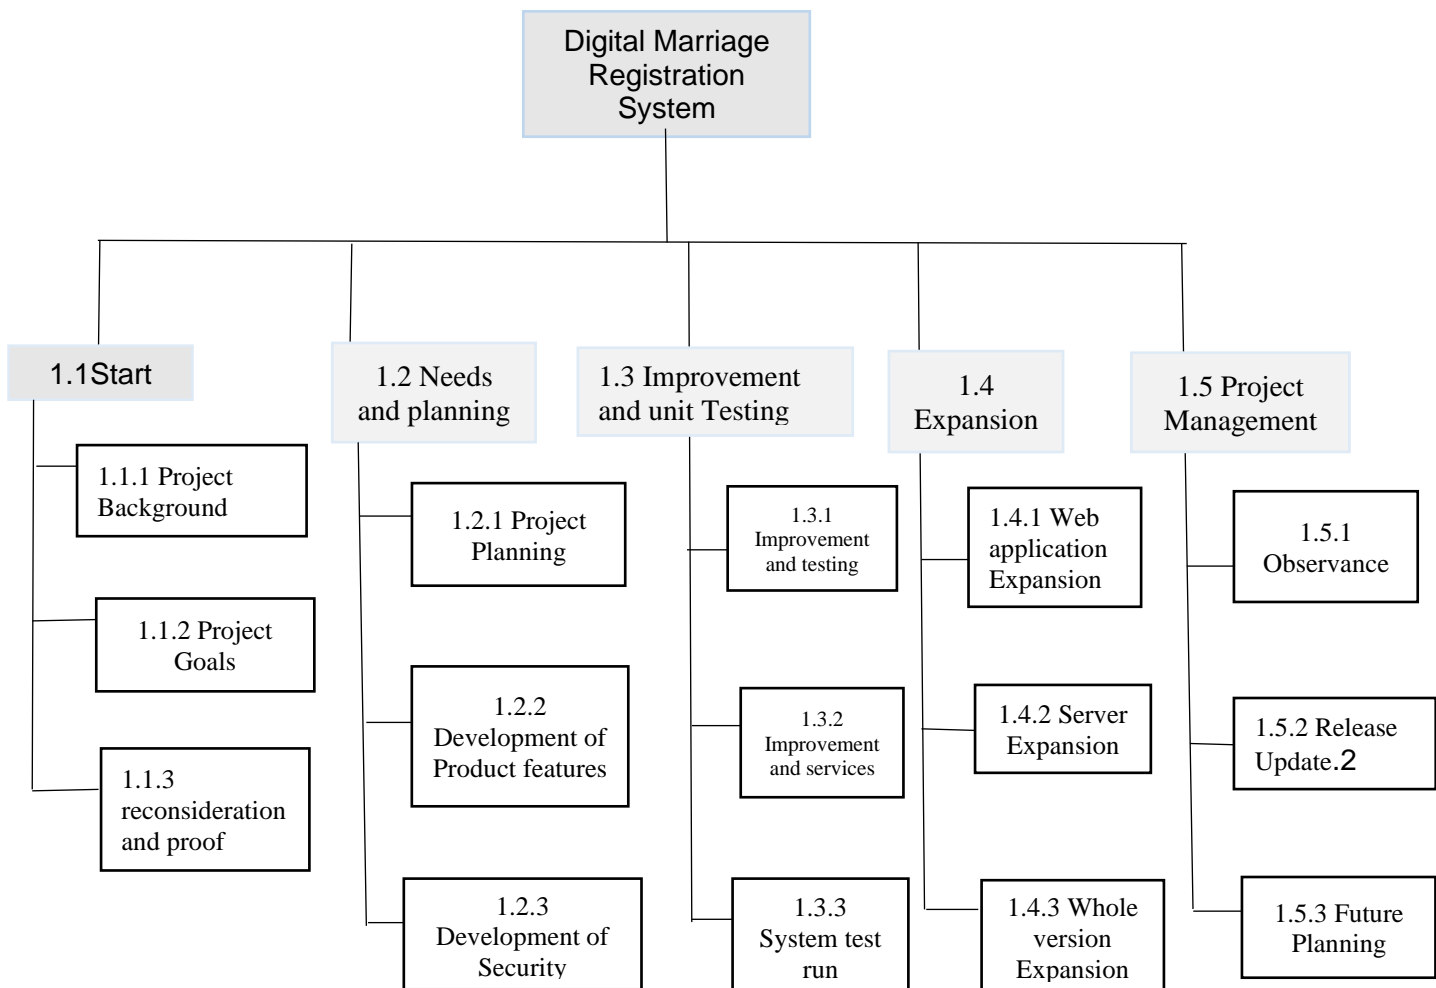 Digital Marriage
Registration
System
1.1Start
1.1.1 Project
Background
1.1.2 Project
Goals
1.1.3
reconsideration
and proof
1.2 Needs
and planning
1.2.1 Project
Planning
1.2.2
Development of
Product features
1.2.3
Development of
Security
1.3 Improvement
and unit Testing
1.3.1
Improvement
and testing
1.3.2
Improvement
and services
1.3.3
System test
run
1.4
Expansion
1.4.1 Web
application
Expansion
1.4.2 Server
Expansion
1.4.3 Whole
version
Expansion
1.5 Project
Management
1.5.1
Observance
1.5.2 Release
Update.2
1.5.3 Future
Planning